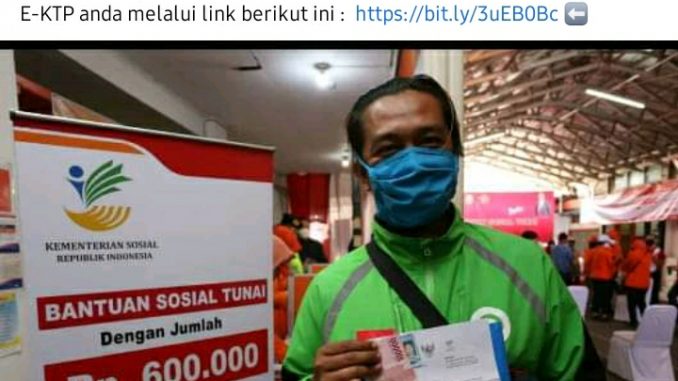 E-KTP anda melalui link berikut ini : https://bit.ly/3uEB0Bc ⬅
KEMENTERIAN SOSIAL
REPUBLIK INDONESIA
BANTUAN SOSIAL TUNAI
Dengan Jumlah
Rp. 600.000